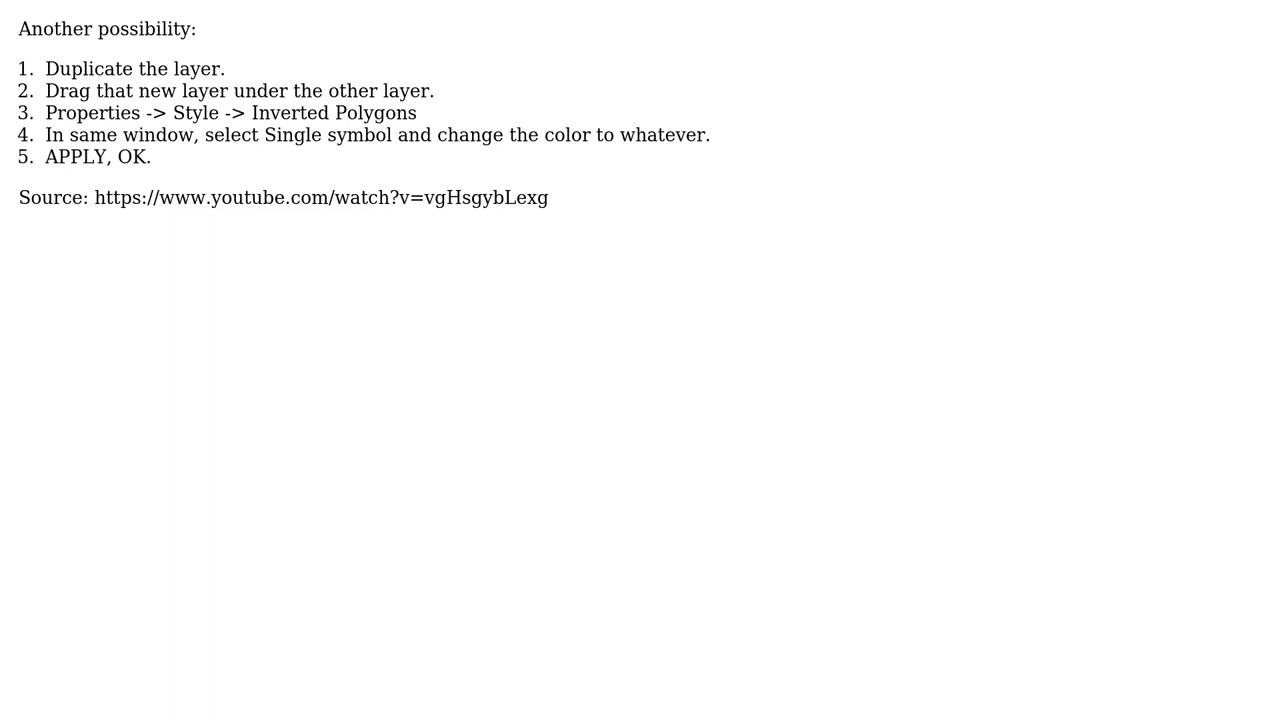 Another possibility:
1. Duplicate the layer.
2. Drag that new layer under the other layer.
3. Properties -> Style -> Inverted Polygons
4. In same window, select Single symbol and change the color to whatever.
5. APPLY, OK.
Source: https://www.youtube.com/watch?v=vgHsgybLexg